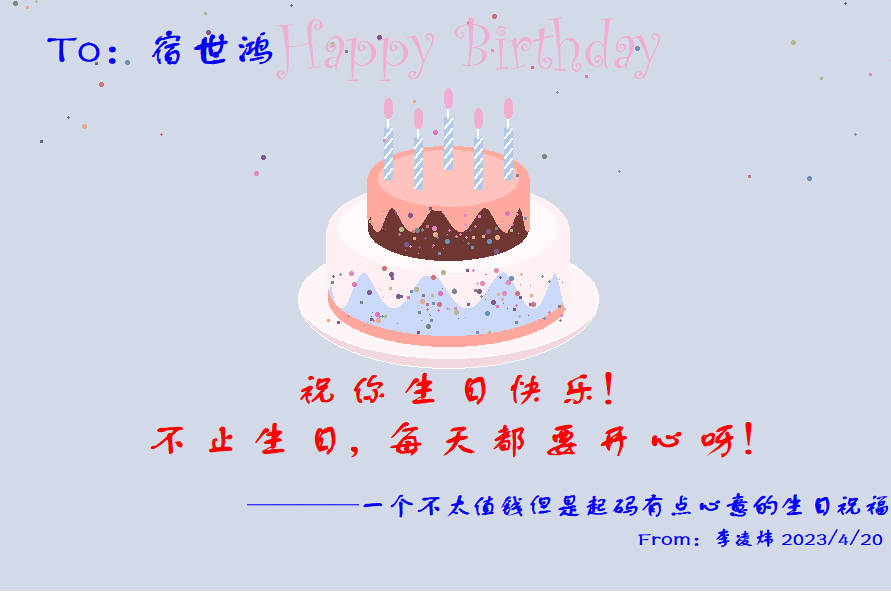 To：宿世鸿
Happy Birthday
祝你生日快乐！
不止生日，每天都要开心呀！
————一个不太值钱但是起码有点心意的生日祝福
From：李凌炜 2023/4/20